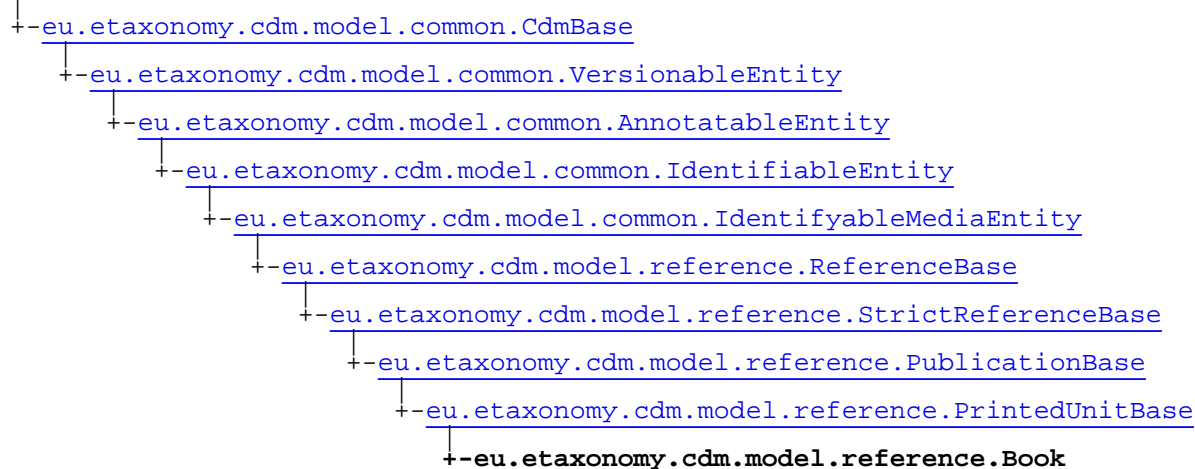 +-eu.etaxonomy.cdm.model.common.CdmBase
+-eu.etaxonomy.cdm.model.common.VersionableEntity
+-eu.etaxonomy.cdm.model.common.AnnotatableEntity
+-eu.etaxonomy.cdm.model.common.IdentifiableEntity
+-eu.etaxonomy.cdm.model.common.IdentifyableMediaEntity
+-eu.etaxonomy.cdm.model.reference.ReferenceBase
+-eu.etaxonomy.cdm.model.reference.StrictReferenceBase
+-eu.etaxonomy.cdm.model.reference.PublicationBase
+-eu.etaxonomy.cdm.model.reference.PrintedUnitBase
+-eu.etaxonomy.cdm.model.reference.Book